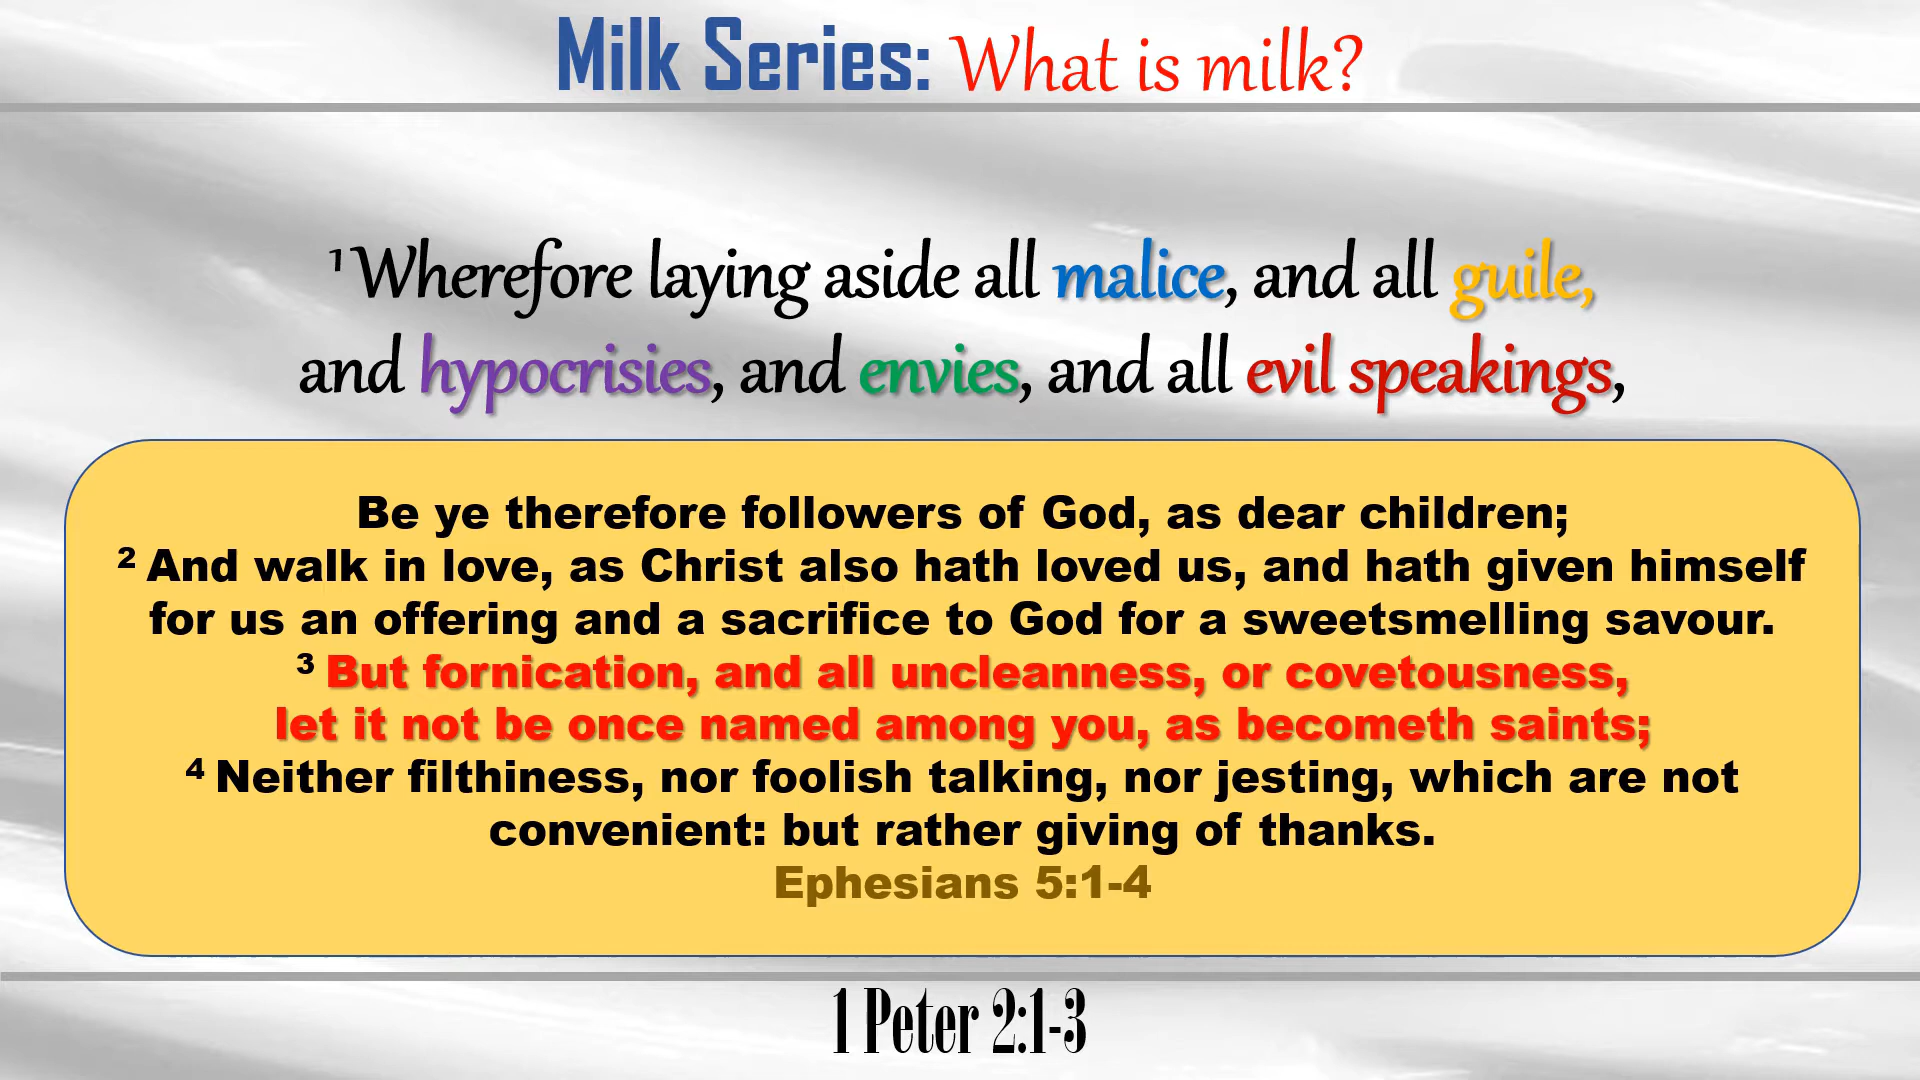 Milk Series: What is milk?
1 Wherefore laying aside all malice, and all guile,
and hypocrisies, and envies, and all evil speakings,
Be ye therefore followers of God, as dear children;
2 And walk in love, as Christ also hath loved us, and hath given himself
for us an offering and a sacrifice to God for a sweetsmelling savour.
3 But fornication, and all uncleanness, or covetousness,
let it not be once named among you, as becometh saints;
4 Neither filthiness, nor foolish talking, nor jesting, which are not
convenient: but rather giving of thanks.
Ephesians 5:1-4
1 Peter 2:1-3